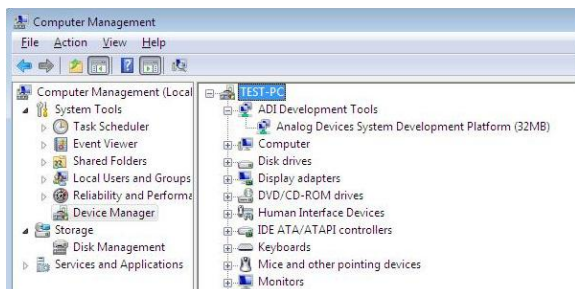 Computer Management
File Action View Help
Computer Management (Local
System Tools
Task Scheduler
Event Viewer
Shared Folders
Local Users and Groups
Reliability and Performa
Device Manager
Storage
Disk Management
Services and Applications
TEST-PC
ADI Development Tools
Analog Devices System Development Platform (32MB)
Computer
Disk drives
Display adapters
DVD/CD-ROM drives
Human Interface Devices
IDE ATA/ATAPI controllers
Keyboards
Mice and other pointing devices
Monitors